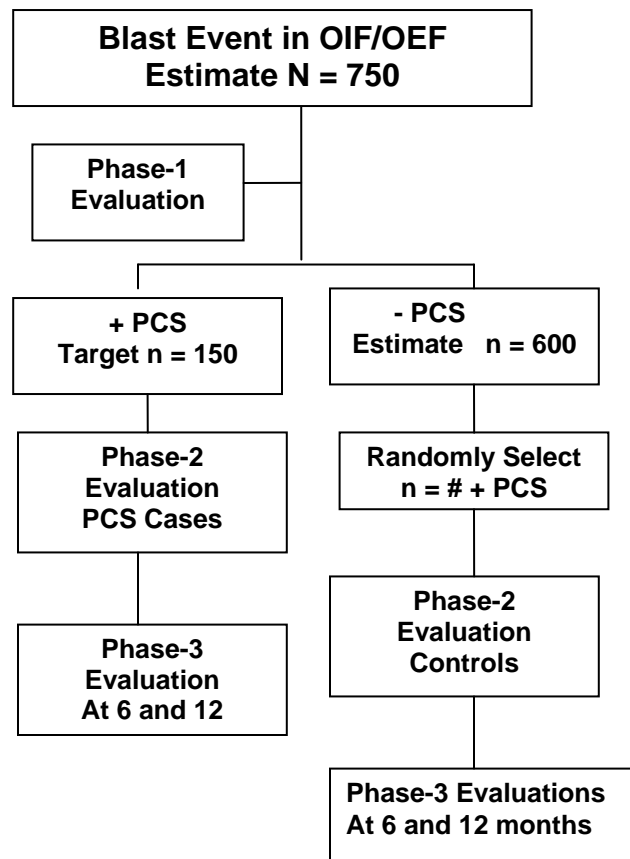 Blast Event in OIF/OEF
Estimate N = 750
Phase-1
Evaluation
+ PCS
Target n = 150
- PCS
Estimate n = 600
Phase-2
Evaluation
PCS Cases
Randomly Select
n = # + PCS
Phase-3
Evaluation
At 6 and 12
Phase-2
Evaluation
Controls
Phase-3 Evaluations
At 6 and 12 months